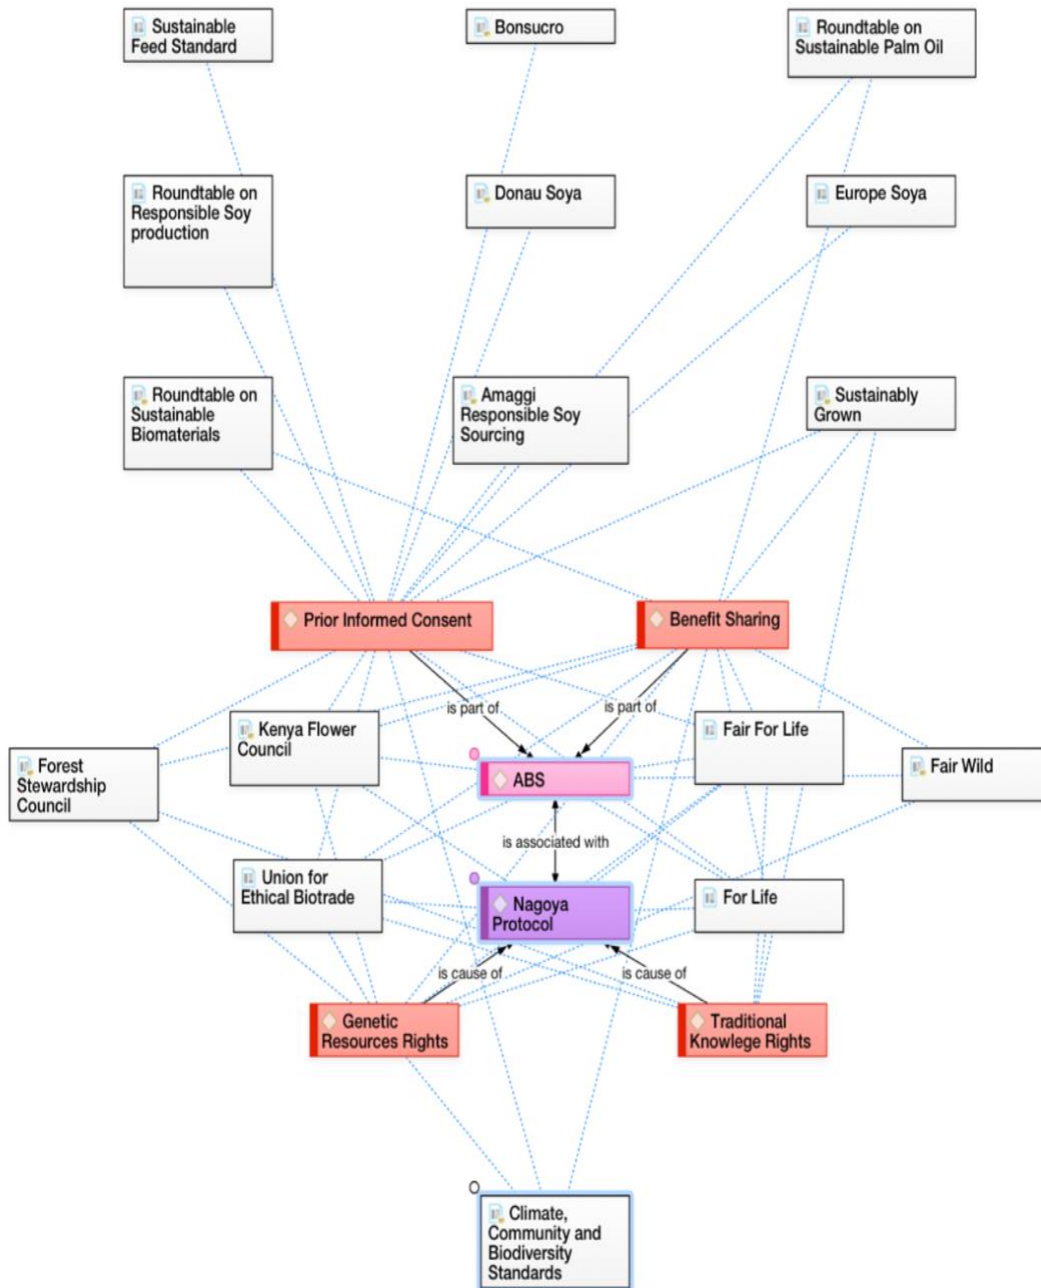 Sustainable
Feed Standard
Bonsucro
Roundtable on
Sustainable Palm Oil
Roundtable on
Responsible Soy
production
Donau Soya
Europe Soya
Roundtable on
Sustainable
Biomaterials
Amaggi
Responsible Soy
Sourcing
Sustainably
Grown
Prior Informed Consent
Benefit Sharing
is part of
is part of
Kenya Flower
Council
Fair For Life
Forest
Stewardship
Council
ABS
Fair Wild
is associated with
Union for
Ethical Biotrade
Nagoya
Protocol
For Life
is cause of
is cause of
Genetic
Resources Rights
Traditional
Knowlege Rights
Climate,
Community and
Biodiversity
Standards